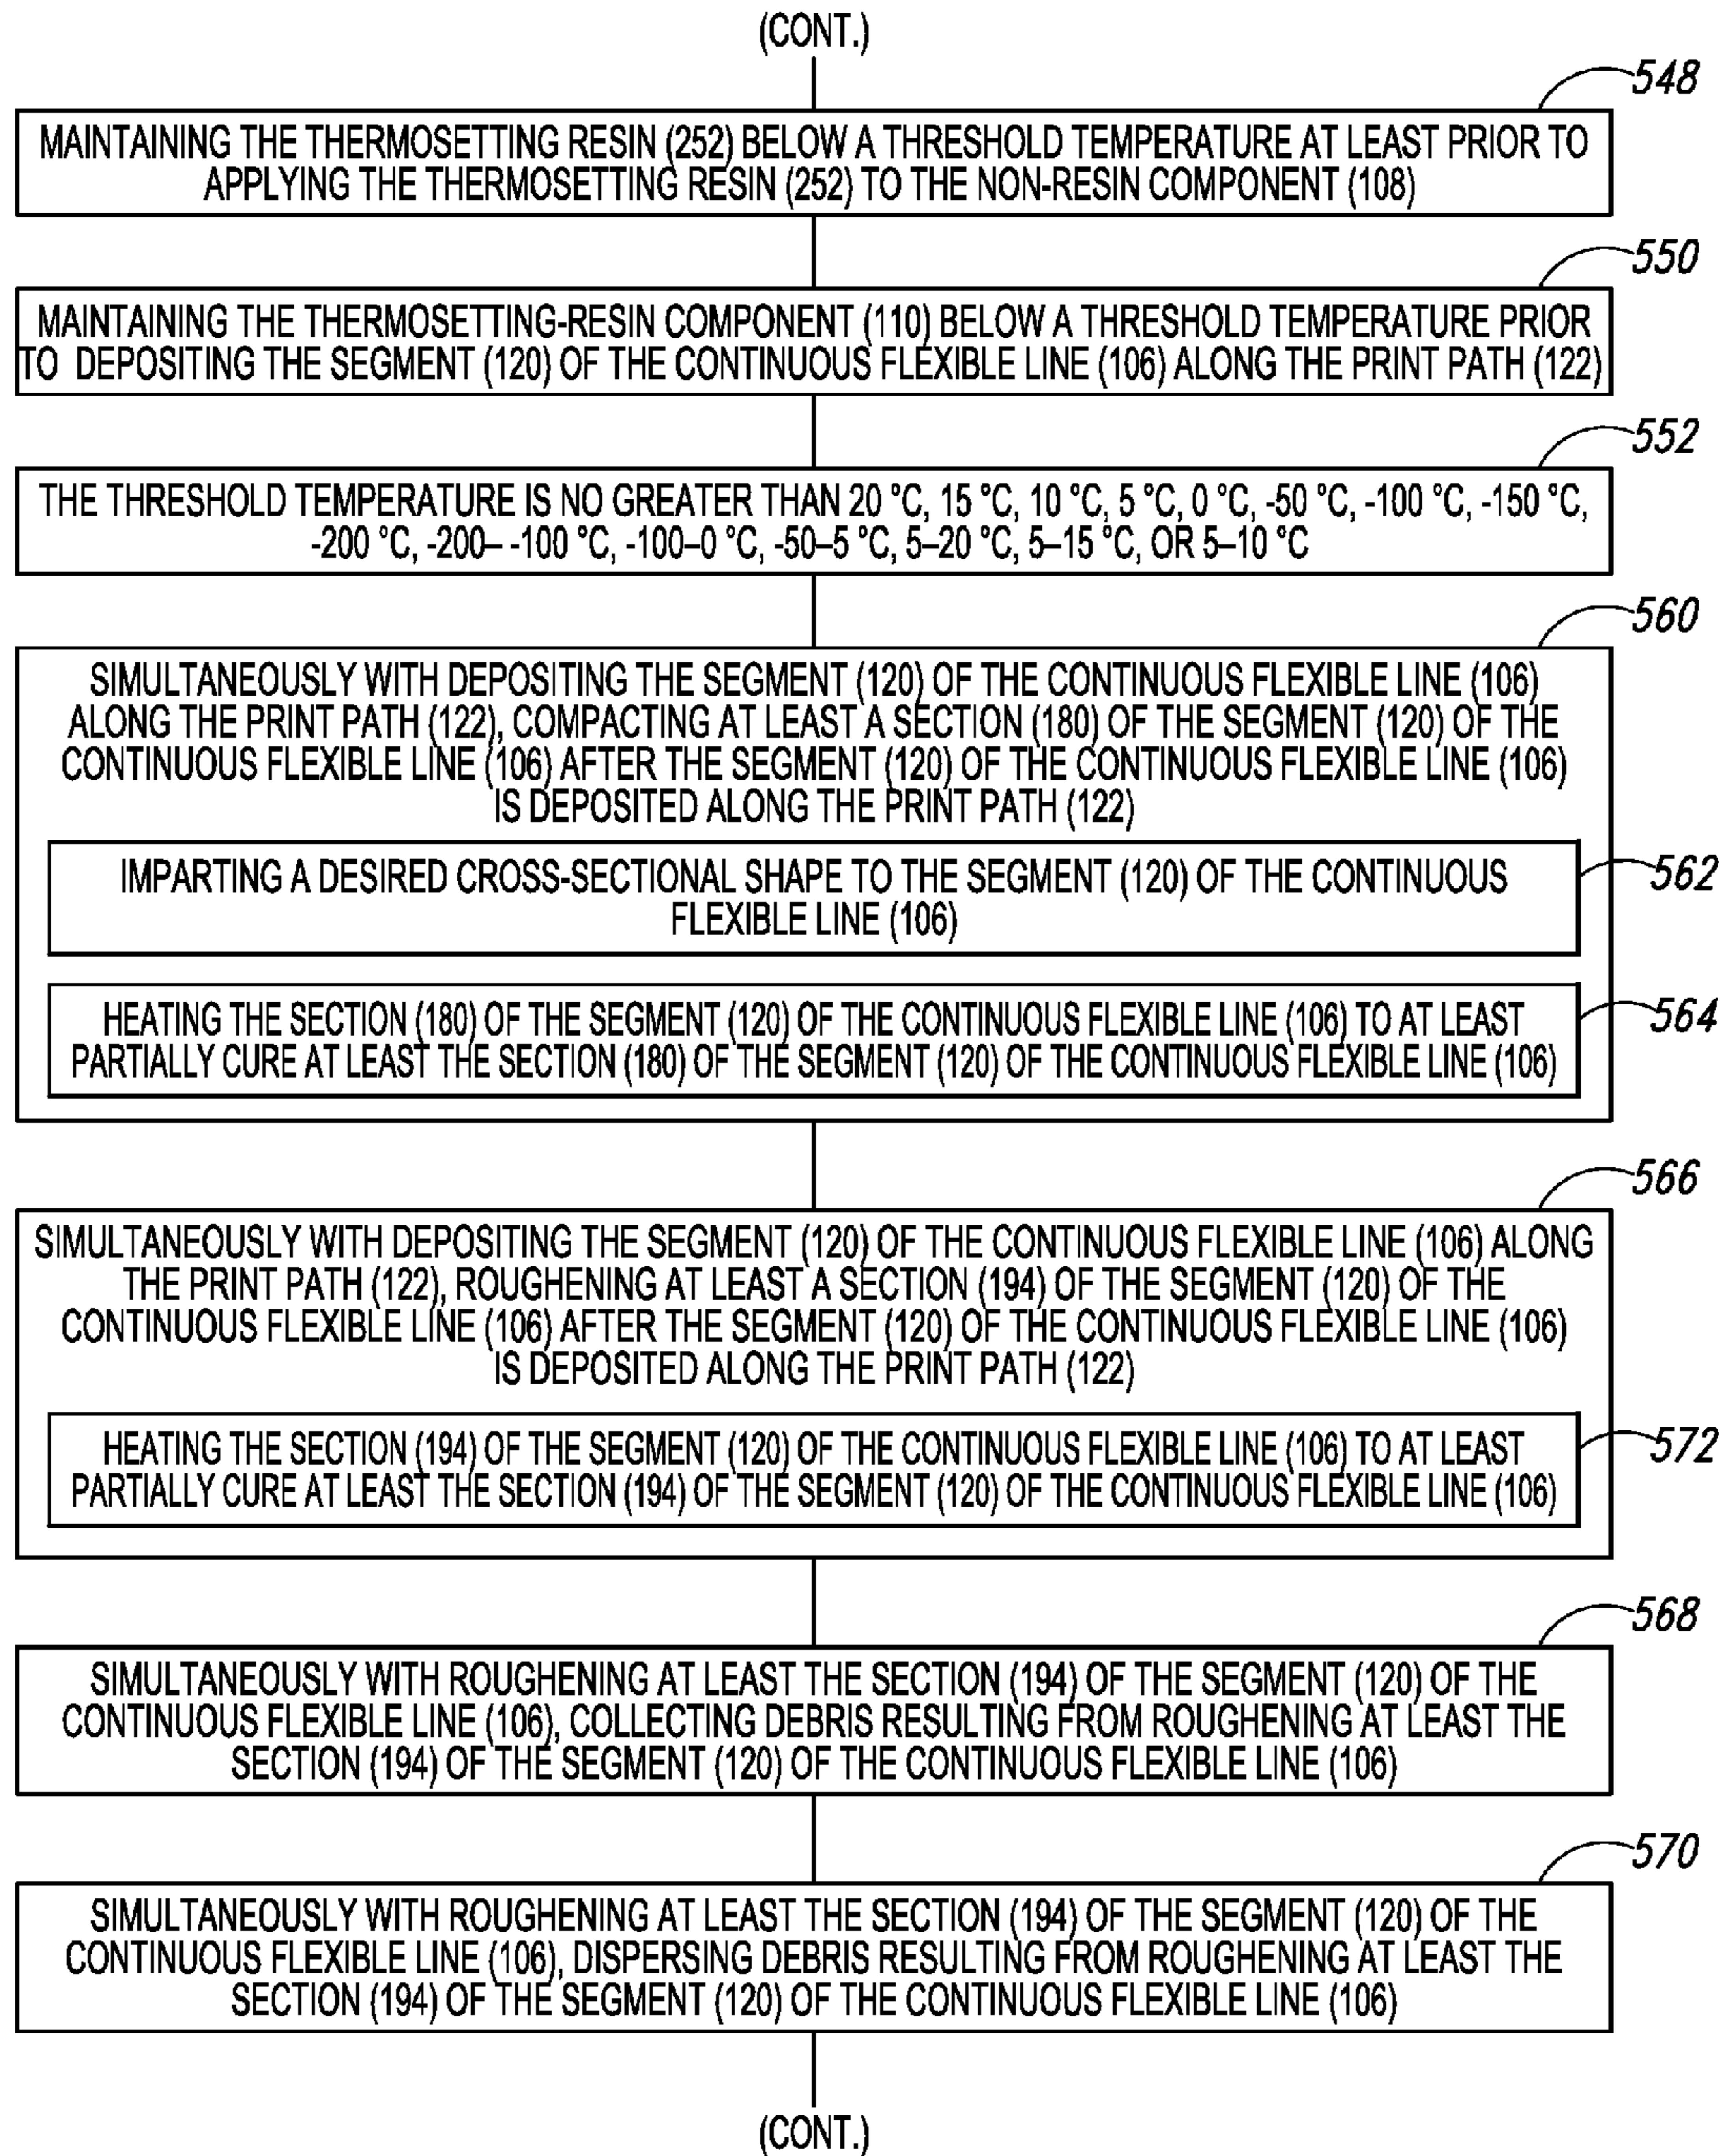 (CONT.)
548
MAINTAINING THE THERMOSETTING RESIN (252) BELOW A THRESHOLD TEMPERATURE AT LEAST PRIOR TO
APPLYING THE THERMOSETTING RESIN (252) TO THE NON-RESIN COMPONENT (108)
550
MAINTAINING THE THERMOSETTING-RESIN COMPONENT (110) BELOW A THRESHOLD TEMPERATURE PRIOR
TO DEPOSITING THE SEGMENT (120) OF THE CONTINUOUS FLEXIBLE LINE (106) ALONG THE PRINT PATH (122)
552
THE THRESHOLD TEMPERATURE IS NO GREATER THAN 20 °C, 15 °C, 10 °C, 5 °C, 0 °C, -50 °C, -100 °C, -150 °C,
-200 °C, -200– -100 °C, -100–0 °C, -50–5 °C, 5–20 °C, 5–15 °C, OR 5–10 °C
560
SIMULTANEOUSLY WITH DEPOSITING THE SEGMENT (120) OF THE CONTINUOUS FLEXIBLE LINE (106)
ALONG THE PRINT PATH (122), COMPACTING AT LEAST A SECTION (180) OF THE SEGMENT (120) OF THE
CONTINUOUS FLEXIBLE LINE (106) AFTER THE SEGMENT (120) OF THE CONTINUOUS FLEXIBLE LINE (106)
IS DEPOSITED ALONG THE PRINT PATH (122)
562
IMPARTING A DESIRED CROSS-SECTIONAL SHAPE TO THE SEGMENT (120) OF THE CONTINUOUS
FLEXIBLE LINE (106)
564
HEATING THE SECTION (180) OF THE SEGMENT (120) OF THE CONTINUOUS FLEXIBLE LINE (106) TO AT LEAST
PARTIALLY CURE AT LEAST THE SECTION (180) OF THE SEGMENT (120) OF THE CONTINUOUS FLEXIBLE LINE (106)
566
SIMULTANEOUSLY WITH DEPOSITING THE SEGMENT (120) OF THE CONTINUOUS FLEXIBLE LINE (106) ALONG
THE PRINT PATH (122), ROUGHENING AT LEAST A SECTION (194) OF THE SEGMENT (120) OF THE
CONTINUOUS FLEXIBLE LINE (106) AFTER THE SEGMENT (120) OF THE CONTINUOUS FLEXIBLE LINE (106)
IS DEPOSITED ALONG THE PRINT PATH (122)
572
HEATING THE SECTION (194) OF THE SEGMENT (120) OF THE CONTINUOUS FLEXIBLE LINE (106) TO AT LEAST
PARTIALLY CURE AT LEAST THE SECTION (194) OF THE SEGMENT (120) OF THE CONTINUOUS FLEXIBLE LINE (106)
568
SIMULTANEOUSLY WITH ROUGHENING AT LEAST THE SECTION (194) OF THE SEGMENT (120) OF THE
CONTINUOUS FLEXIBLE LINE (106), COLLECTING DEBRIS RESULTING FROM ROUGHENING AT LEAST THE
SECTION (194) OF THE SEGMENT (120) OF THE CONTINUOUS FLEXIBLE LINE (106)
570
SIMULTANEOUSLY WITH ROUGHENING AT LEAST THE SECTION (194) OF THE SEGMENT (120) OF THE
CONTINUOUS FLEXIBLE LINE (106), DISPERSING DEBRIS RESULTING FROM ROUGHENING AT LEAST THE
SECTION (194) OF THE SEGMENT (120) OF THE CONTINUOUS FLEXIBLE LINE (106)
(CONT.)